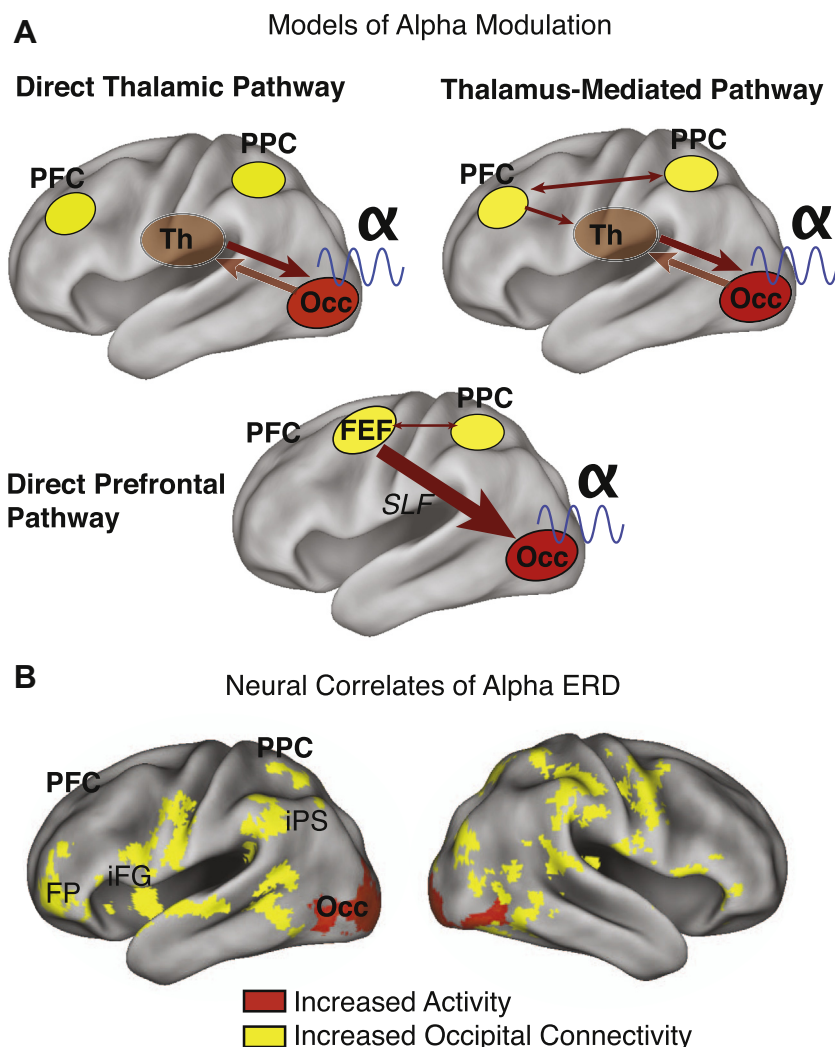 A
Models of Alpha Modulation
Direct Thalamic Pathway
PFC
PPC
Th
α
Occ
Thalamus-Mediated Pathway
PFC
PPC
Th
α
Occ
Direct Prefrontal
Pathway
PFC
FEF
PPC
SLF
α
Occ
B
Neural Correlates of Alpha ERD
PFC
PPC
iPS
FP
iFG
Occ
Increased Activity
Increased Occipital Connectivity